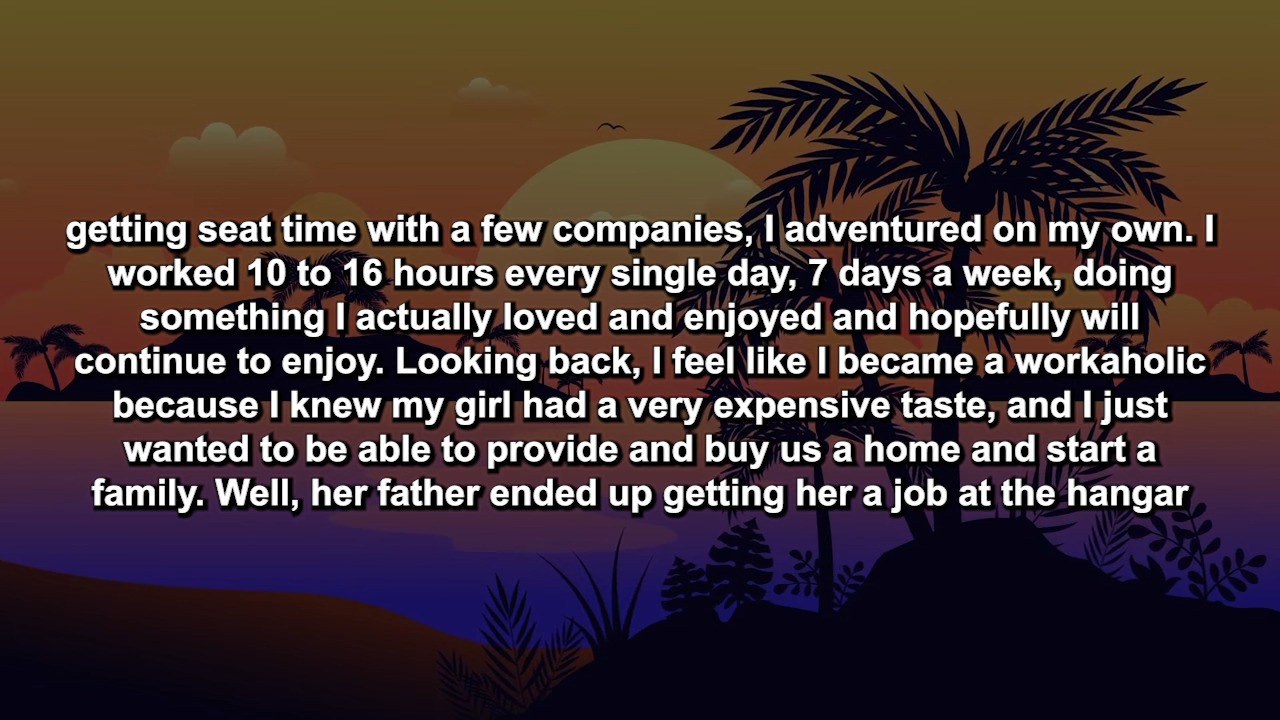 getting seat time with a few companies, I adventured on my own. I
worked 10 to 16 hours every single day, 7 days a week, doing
something I actually loved and enjoyed and hopefully will
continue to enjoy. Looking back, I feel like I became a workaholic
because I knew my girl had a very expensive taste, and I just
wanted to be able to provide and buy us a home and start a
family. Well, her father ended up getting her a job at the hangar